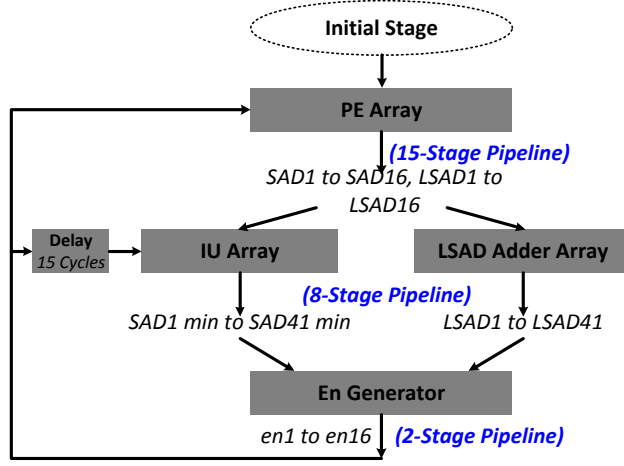 Initial Stage
PE Array
(15-Stage Pipeline)
SAD1 to SAD16, LSAD1 to
LSAD16
Delay
15 Cycles
IU Array
LSAD Adder Array
(8-Stage Pipeline)
SAD1 min to SAD41 min
LSAD1 to LSAD41
En Generator
en1 to en16
(2-Stage Pipeline)